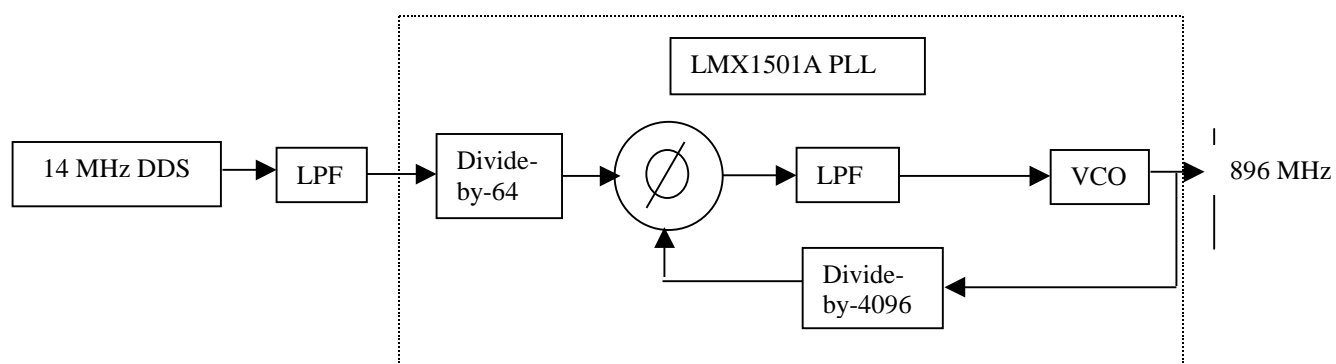 LMX1501A PLL
14 MHz DDS
LPF
Divide-
by-64
LPF
VCO
896 MHz
Divide-
by-4096